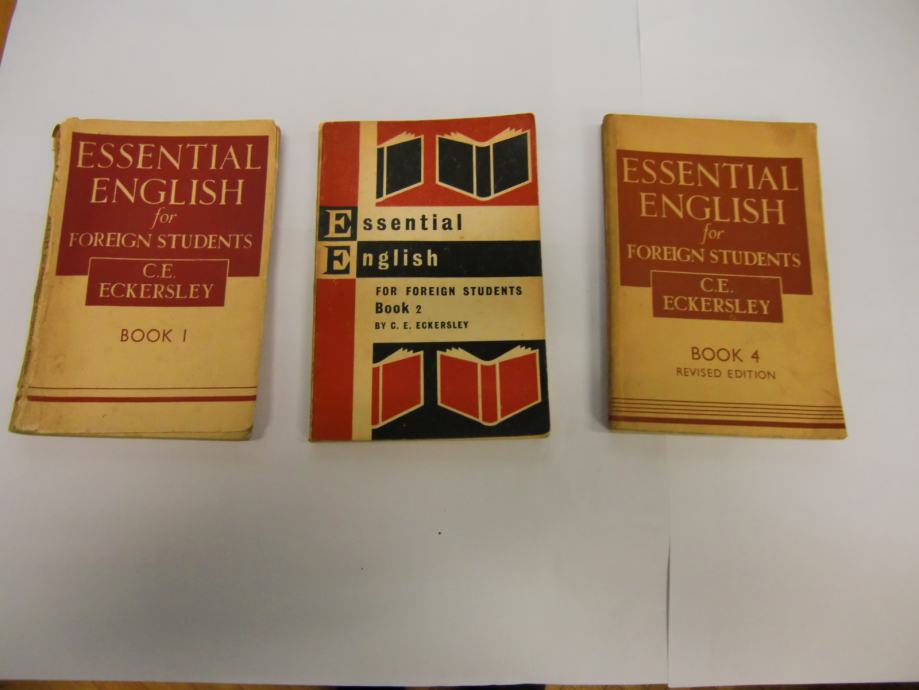 ESSENTIAL
ENGLISH
for
FOREIGN STUDENTS
C.E.
ECKERSLEY
BOOK I
Essential
English
FOR FOREIGN STUDENTS
Book 2
BY C. E. ECKERSLEY
ESSENTIAL
ENGLISH
for
FOREIGN STUDENTS
C.E.
ECKERSLEY
BOOK 4
REVISED EDITION